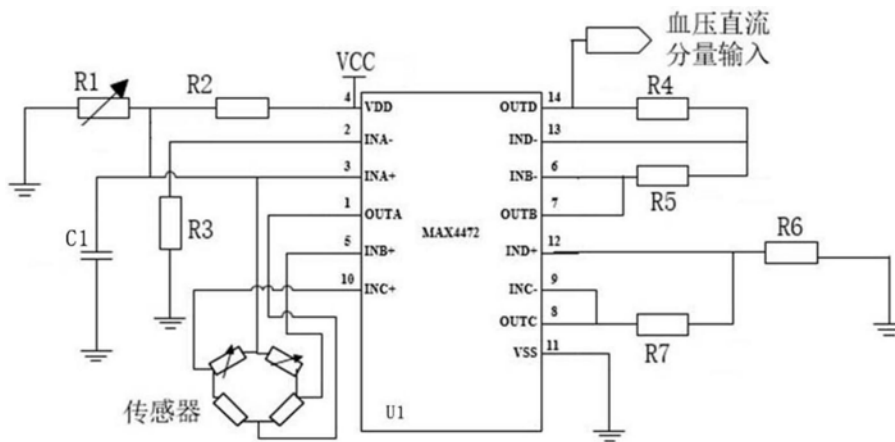 血压直流
分量输入
VCC
R1
R2
4
VDD
OUTD
14
R4
2
INA-
IND-
13
3
INA+
INB-
6
R5
1
OUTA
OUTB
7
C1
R3
MAX4472
5
INB+
IND+
12
R6
10
INC+
INC-
9
OUTC
8
R7
VSS
11
传感器
U1